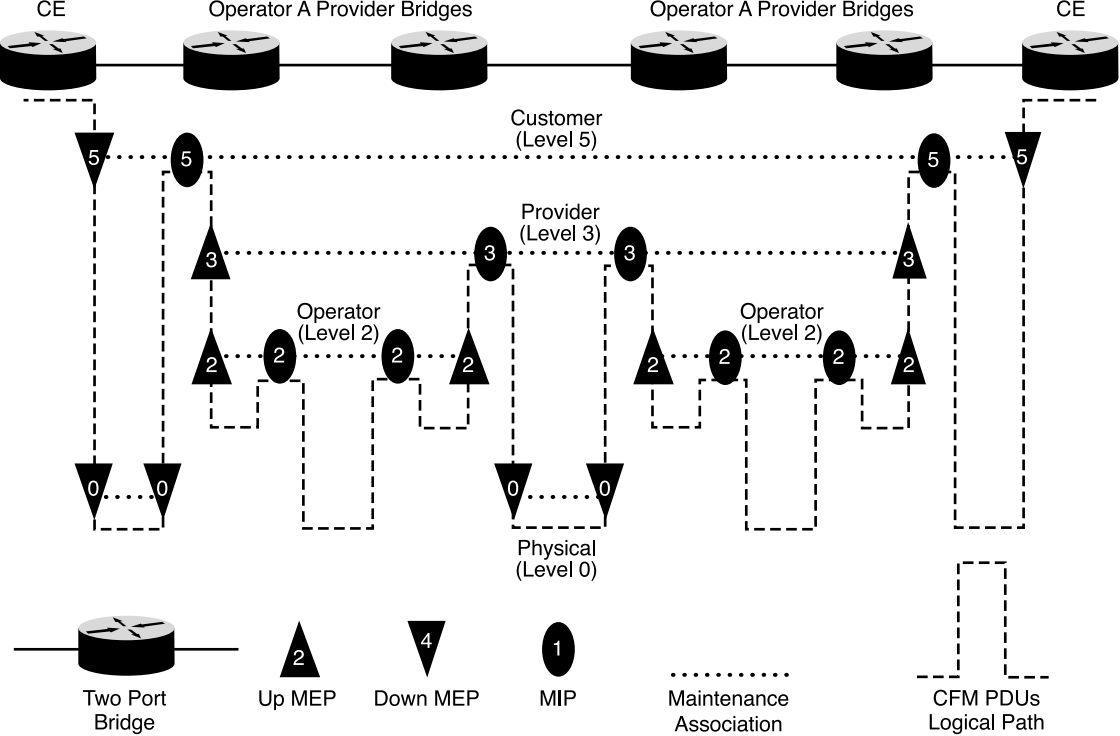 CE
Operator A Provider Bridges
Operator A Provider Bridges
CE
Customer
(Level 5)
5
5
5
5
Provider
(Level 3)
3
3
3
3
Operator
(Level 2)
Operator
(Level 2)
2
2
2
2
2
2
2
2
0
0
0
0
Physical
(Level 0)
2
4
1
Two Port
Bridge
Up MEP
Down MEP
MIP
Maintenance
Association
CFM PDUs
Logical Path